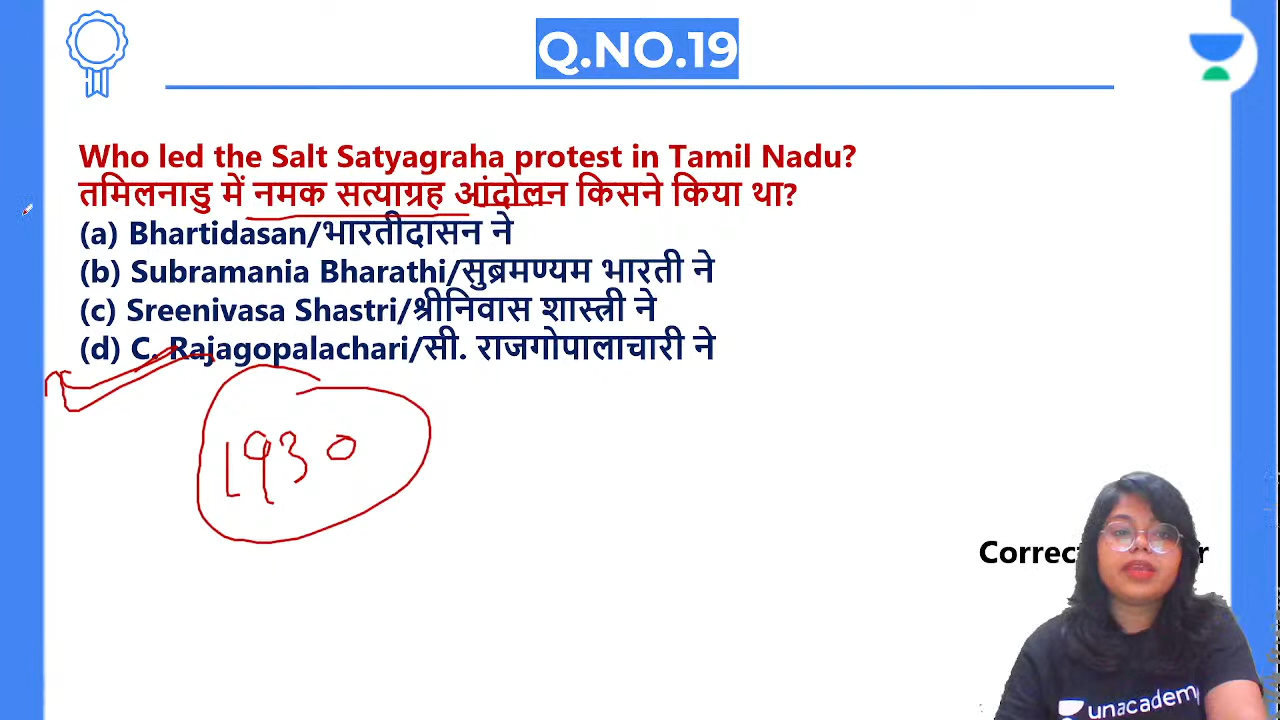 Q.NO.19
Who led the Salt Satyagraha protest in Tamil Nadu?
तमिलनाडु में नमक सत्याग्रह आंदोलन किसने किया था?
(a) Bhartidasan/भारतीदासन ने
(b) Subramania Bharathi/सुब्रमण्यम भारती ने
(c) Sreenivasa Shastri/श्रीनिवास शास्त्री ने
(d) C. Rajagopalachari/सी. राजगोपालाचारी ने
1930
unacademy